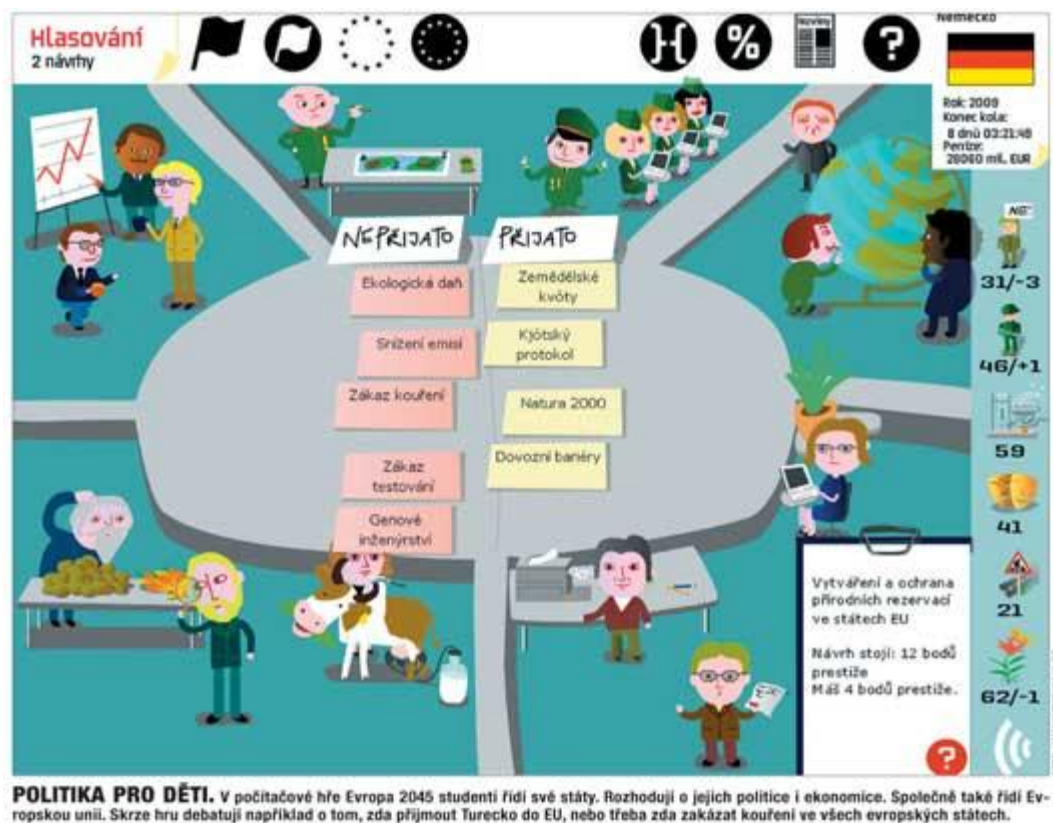 Hlasování
2 návrhy
%
Noviny
?
Německo
Rok: 2009
Konec kola:
8 dnů 03:21:48
Peníze:
28060 mil. EUR
NE!
31/-3
46/+1
59
41
21
62/-1
NEPŘIJATO
PŘIJATO
Ekologická daň
Snížení emisí
Zákaz kouření
Zákaz
testování
Genové
inženýrství
Zemědělské
kvóty
Kjótský
protokol
Natura 2000
Dovozní bariéry
Vytváření a ochrana
přírodních rezervací
ve státech EU
Návrh stojí: 12 bodů
prestiže
Máš 4 bodů prestiže.
?
POLITIKA PRO DĚTI. V počítačové hře Evropa 2045 studenti řídí své státy. Rozhodují o jejich politice i ekonomice. Společně také řídí Ev-
ropskou unii. Skrze hru debatují například o tom, zda přijmout Turecko do EU, nebo třeba zda zakázat kouření ve všech evropských státech.